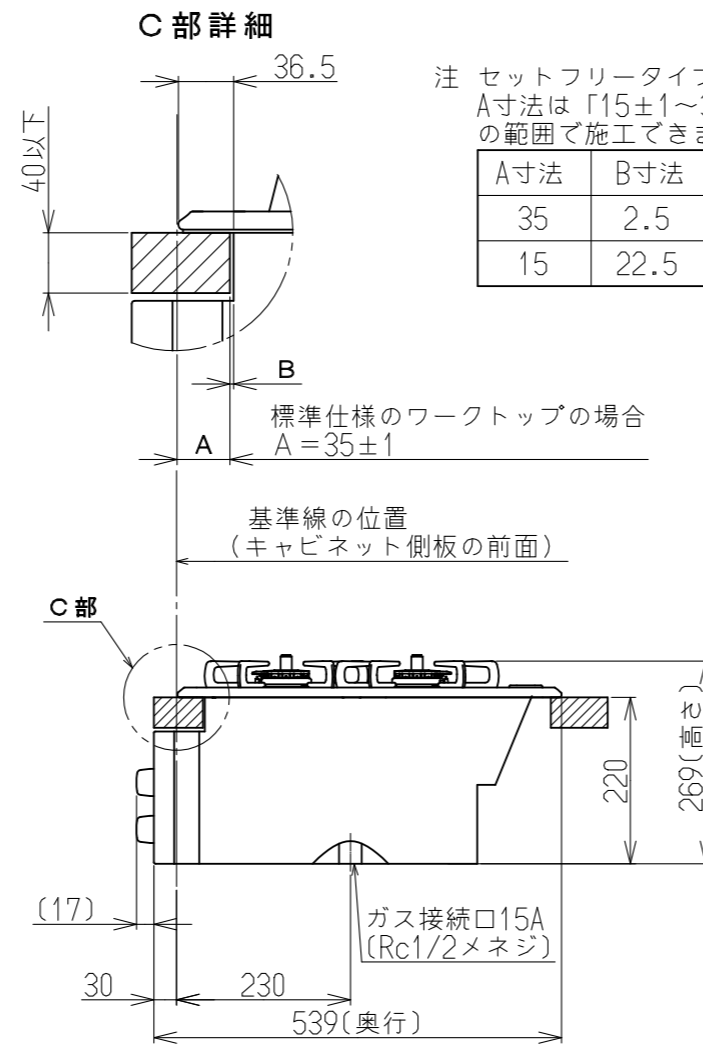 C部詳細
36.5
40以下
注 セットフリータイプ
A寸法は「15±1～
の範囲で施工でき
A寸法 B寸法
35 2.5
15 22.5
B
標準仕様のワークトップの場合
A
A=35±1
基準線の位置
(キャビネット側板の前面)
C部
220
269(高さ)
(17)
ガス接続口15A
(Rc1/2メネジ)
30
230
539(奥行)